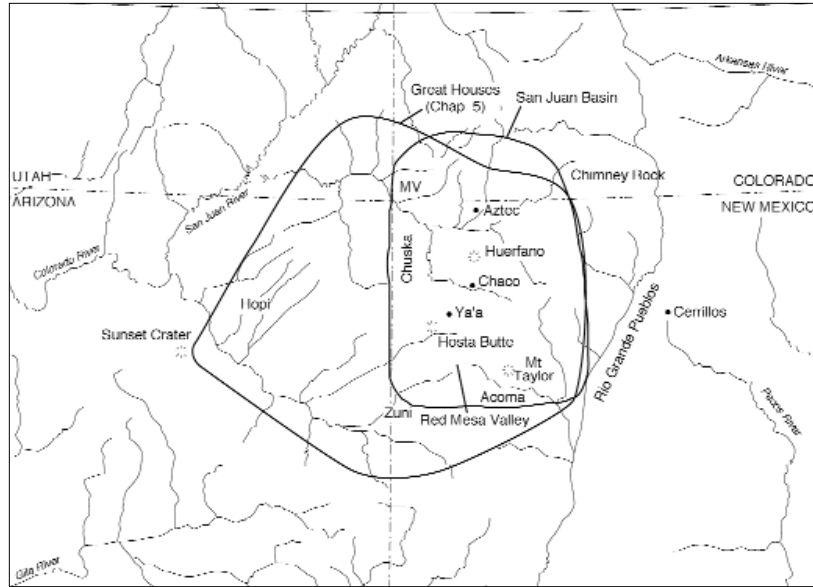 Arkansas River
Great Houses
(Chap 5)
San Juan Basin
Chimney Rock
UTAH
ARIZONA
COLORADO
NEW MEXICO
MV
San Juan River
Aztec
Colorado River
Chuska
Huerfano
Chaco
Hopi
Ya'a
Cerrillos
Sunset Crater
Hosta Butte
Rio Grande Pueblos
Mt
Taylor
Acoma
Zuni
Red Mesa Valley
Pecos River
Gila River